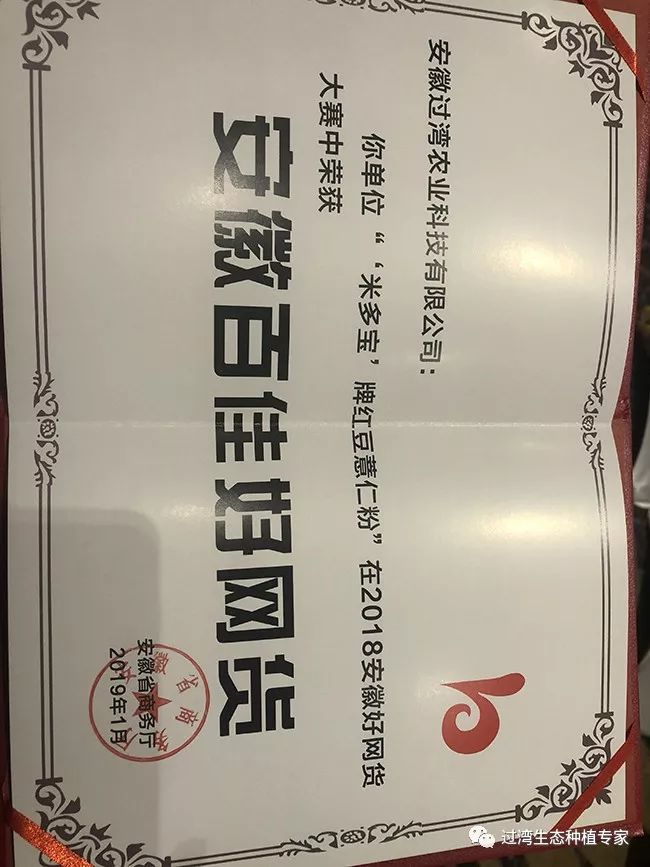 安徽过湾农业科技有限公司：
你单位“‘米多宝’牌红豆薏仁粉”在2018安徽好网货
大赛中荣获
安徽百佳好网货
安徽省商务厅
2019年1月
过湾生态种植专家